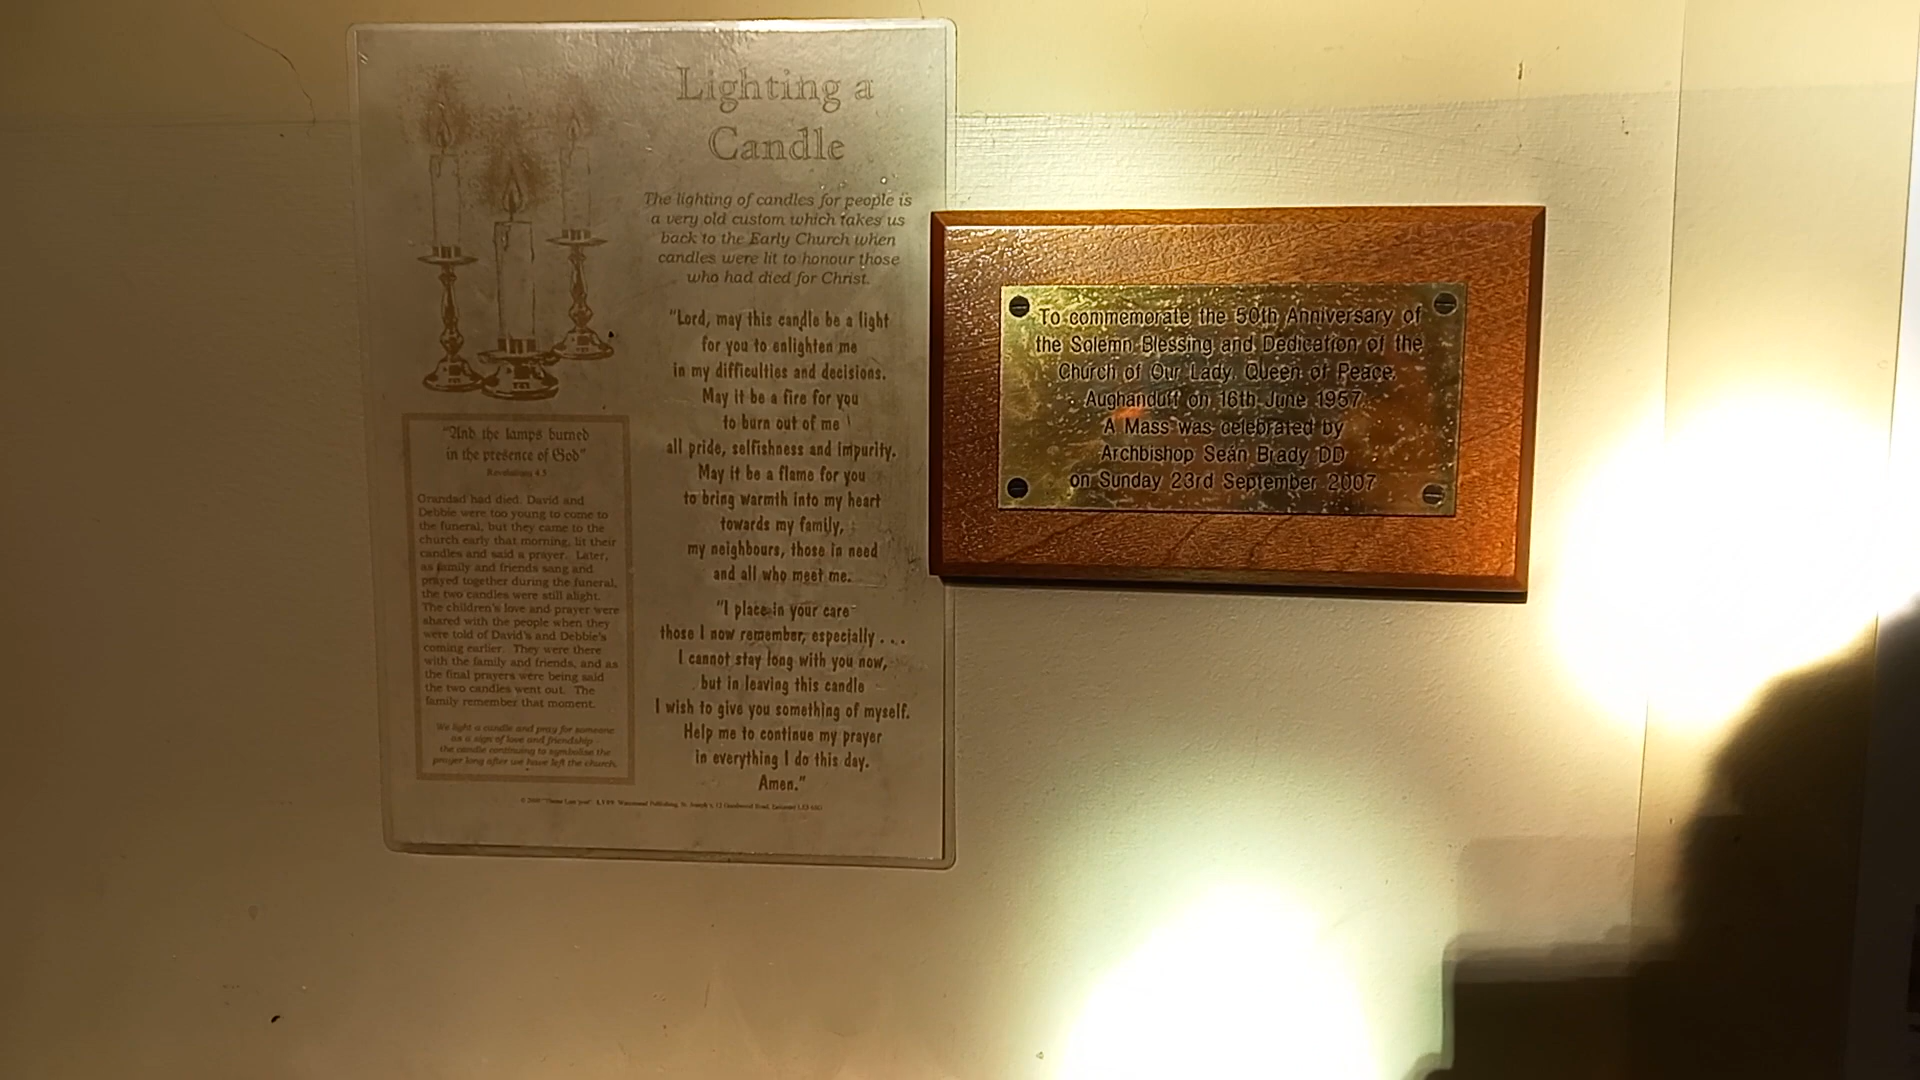 Lighting a
Candle
The lighting of candles for people is
a very old custom which takes us
back to the Early Church when
candles were lit to honour those
who had died for Christ.
"Lord, may this candle be a light
for you to enlighten me
in my difficulties and decisions.
May it be a fire for you
to burn out of me
all pride, selfishness and impurity.
May it be a flame for you
to bring warmth into my heart
towards my family,
my neighbours, those in need
and all who meet me.
"I place in your care
those I now remember, especially . . .
I cannot stay long with you now,
but in leaving this candle
I wish to give you something of myself.
Help me to continue my prayer
in everything I do this day.
Amen."
"And the lamps burned
in the presence of God"
Revelations 4.5
Grandad had died. David and
Debbie were too young to come to
the funeral, but they came to the
church early that morning, lit their
candles and said a prayer. Later,
as family and friends sang and
prayed together during the funeral,
the two candles were still alight.
The children's love and prayer were
shared with the people when they
were told of David's and Debbie's
coming earlier. They were there
with the family and friends, and as
the final prayers were being said
the two candles went out. The
family remember that moment.
We light a candle and pray for someone
as a sign of love and friendship
the candle continuing to symbolise the
prayer long after we have left the church.
To commemorate the 50th Anniversary of
the Solemn Blessing and Dedication of the
Church of Our Lady, Queen of Peace,
Aughanduff on 16th June 1957.
A Mass was celebrated by
Archbishop Seán Brady DD
on Sunday 23rd September 2007